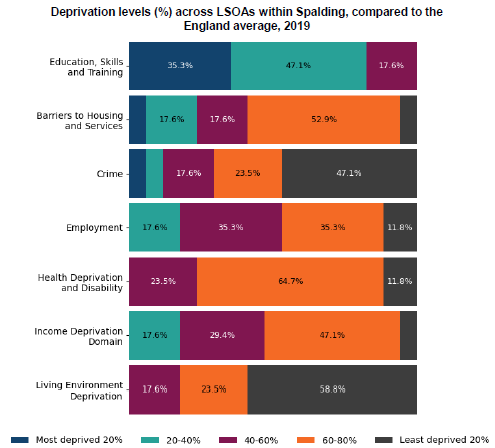 Deprivation levels (%) across LSOAs within Spalding, compared to the
England average, 2019
Education, Skills
and Training
35.3% 47.1% 17.6%
Barriers to Housing
and Services
17.6% 17.6% 52.9%
Crime
17.6% 23.5% 47.1%
Employment
17.6% 35.3% 35.3% 11.8%
Health Deprivation
and Disability
23.5% 64.7% 11.8%
Income Deprivation
Domain
17.6% 29.4% 47.1%
Living Environment
Deprivation
17.6% 23.5% 58.8%
Most deprived 20% 20-40% 40-60% 60-80% Least deprived 20%